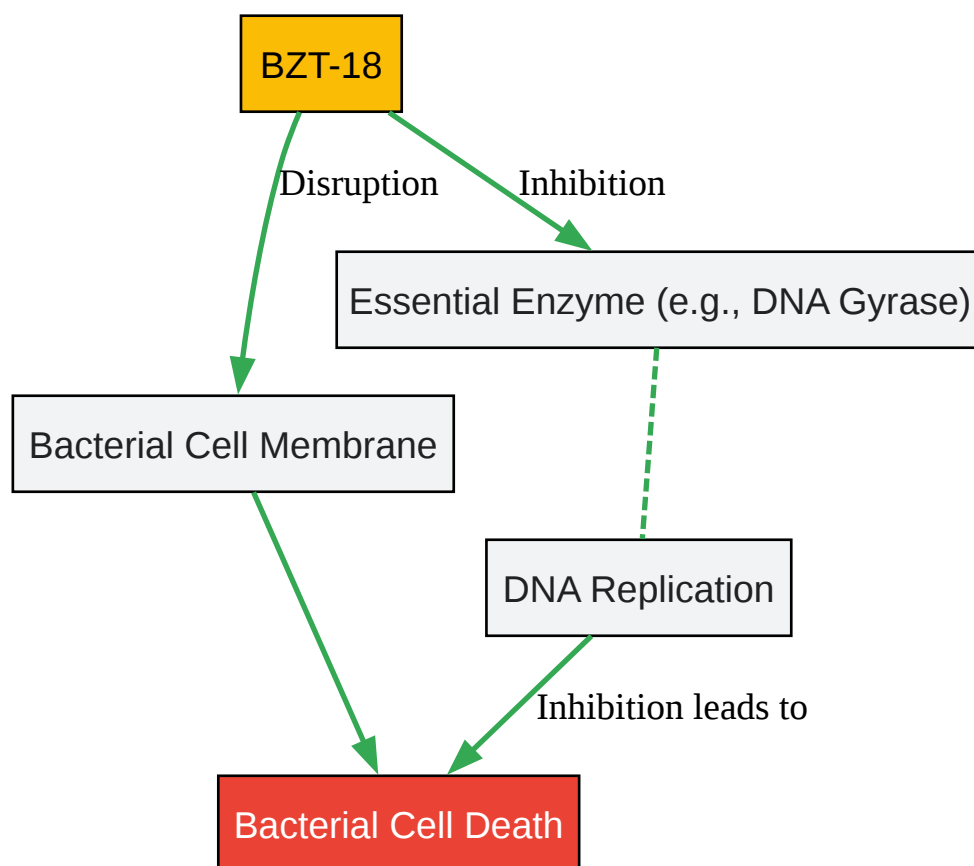 BZT-18
Disruption
Inhibition
Essential Enzyme (e.g., DNA Gyrase)
Bacterial Cell Membrane
DNA Replication
Inhibition leads to
Bacterial Cell Death